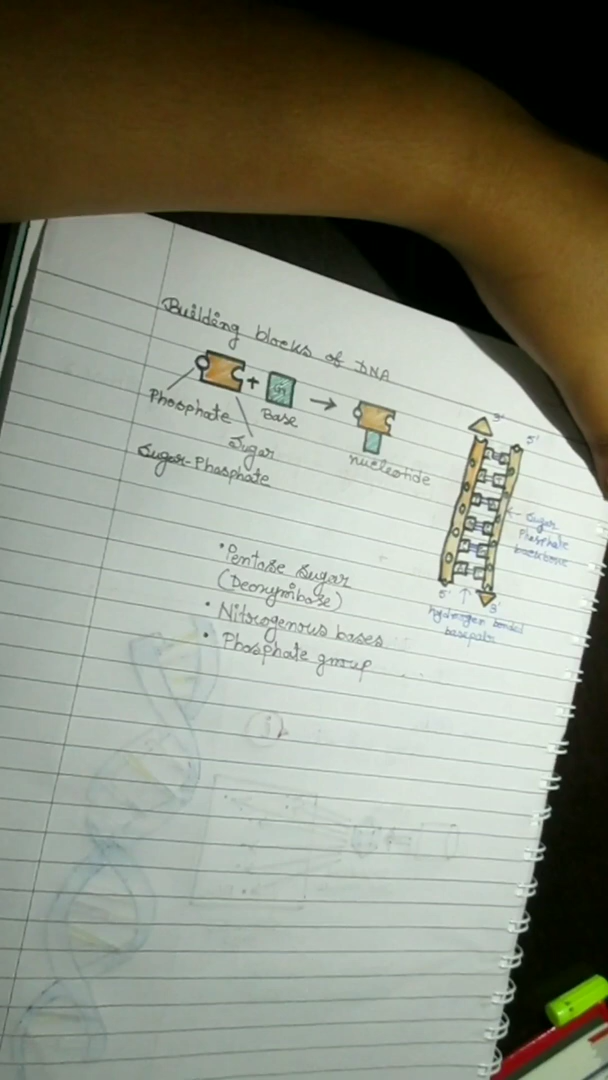 Building blocks of DNA
+ G →
Phosphate
Base
Sugar
nucleotide
Sugar-Phosphate
3'
5'
← Sugar
Phosphate
backbone
5'
3'
hydrogen bonded
basepair
• Pentose Sugar
(Deoxyribose)
• Nitrogenous bases
• Phosphate group